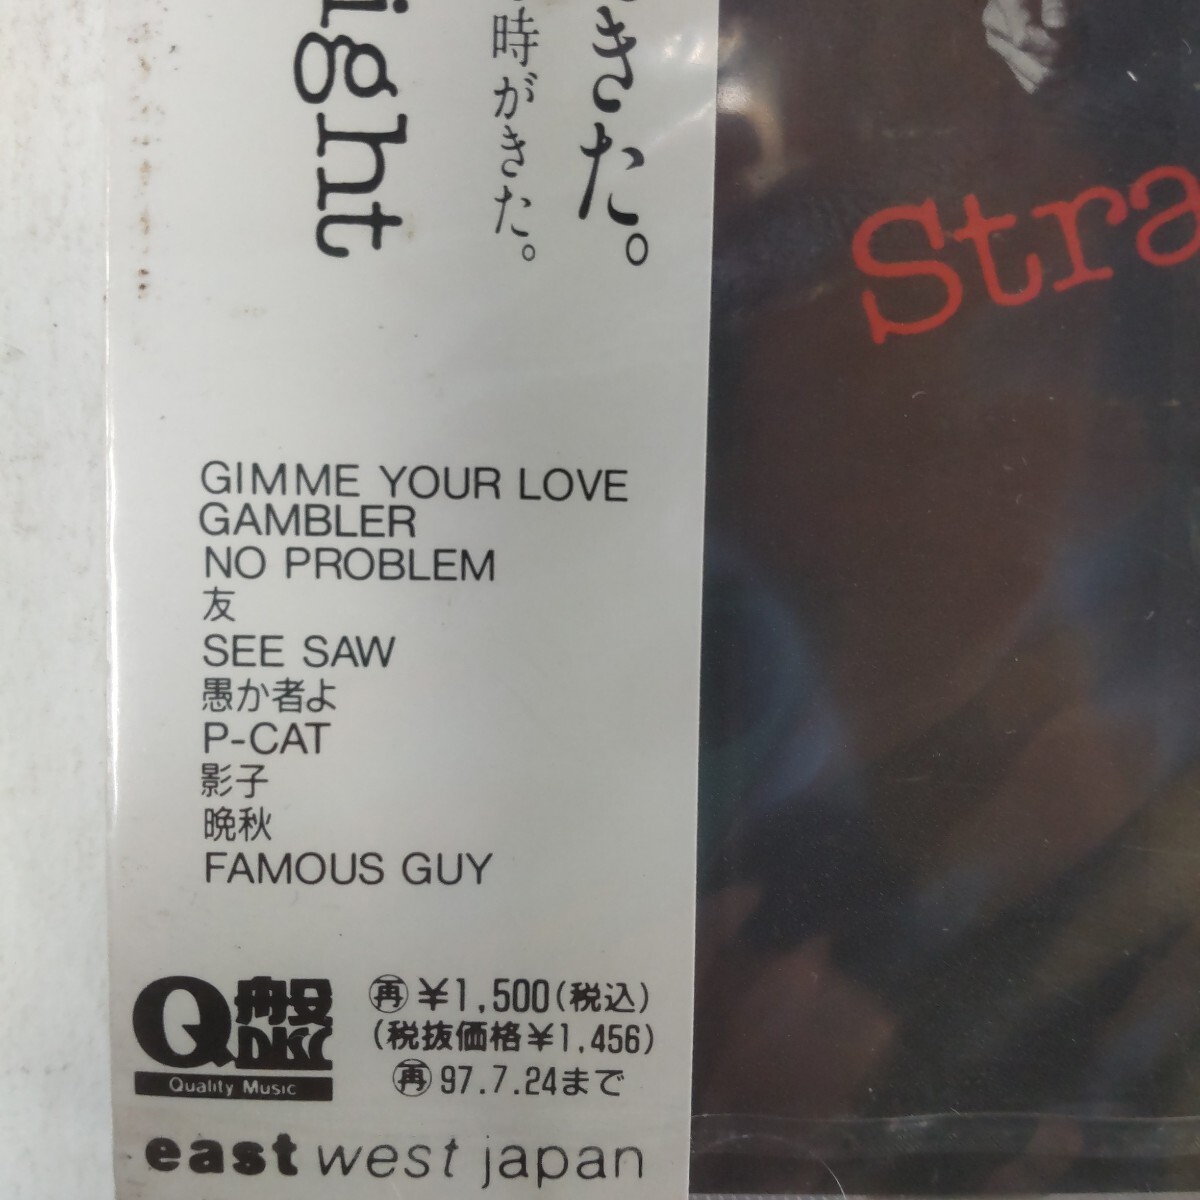 きた。
時がきた。
ight
Stra
GIMME YOUR LOVE
GAMBLER
NO PROBLEM
友
SEE SAW
愚か者よ
P-CAT
影子
晩秋
FAMOUS GUY
Q盤
Quality Music
再 ¥1,500(税込)
(税抜価格¥1,456)
再 97.7.24まで
east west japan